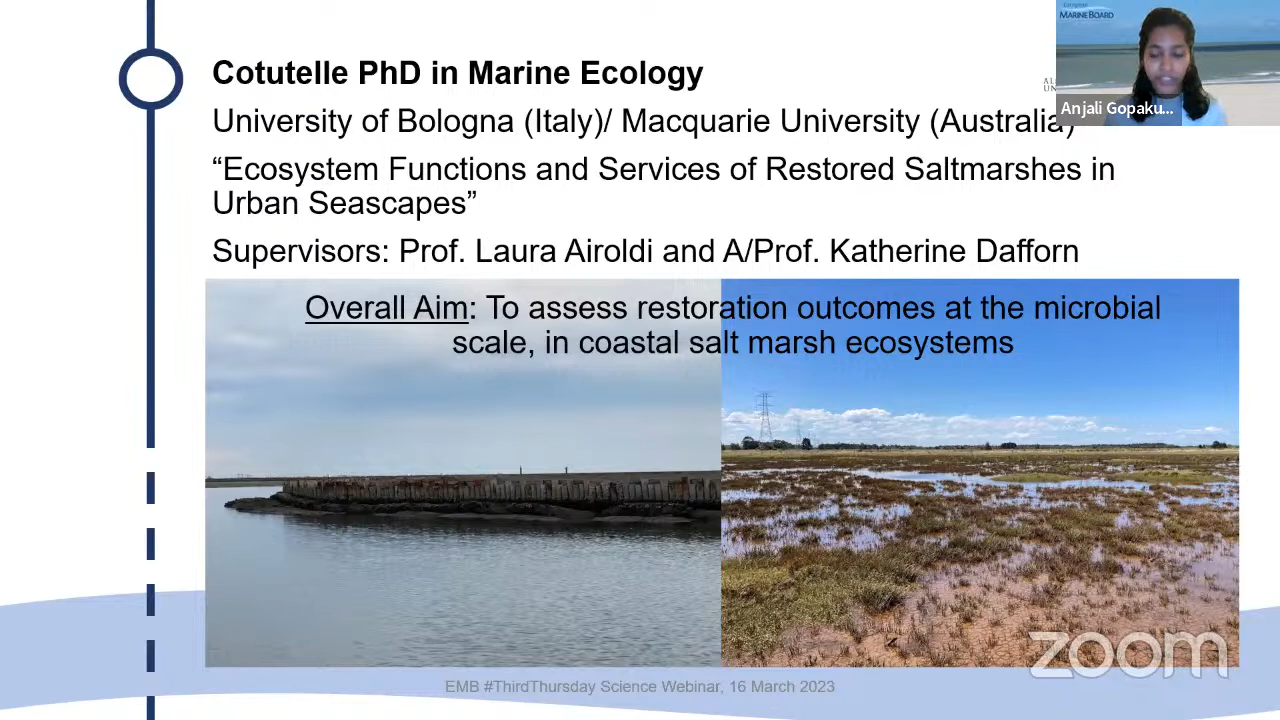 Cotutelle PhD in Marine Ecology
University of Bologna (Italy)/ Macquarie University (Australia)
“Ecosystem Functions and Services of Restored Saltmarshes in
Urban Seascapes”
Supervisors: Prof. Laura Airoldi and A/Prof. Katherine Dafforn
Overall Aim: To assess restoration outcomes at the microbial
scale, in coastal salt marsh ecosystems
MARINE BOARD
Anjali Gopaku...
zoom
EMB #ThirdThursday Science Webinar, 16 March 2023